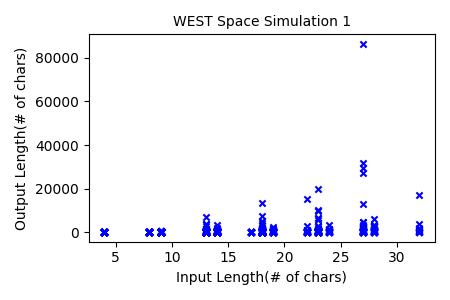 WEST Space Simulation 1
Output Length(# of chars)
80000
60000
40000
20000
0
5 10 15 20 25 30
Input Length(# of chars)